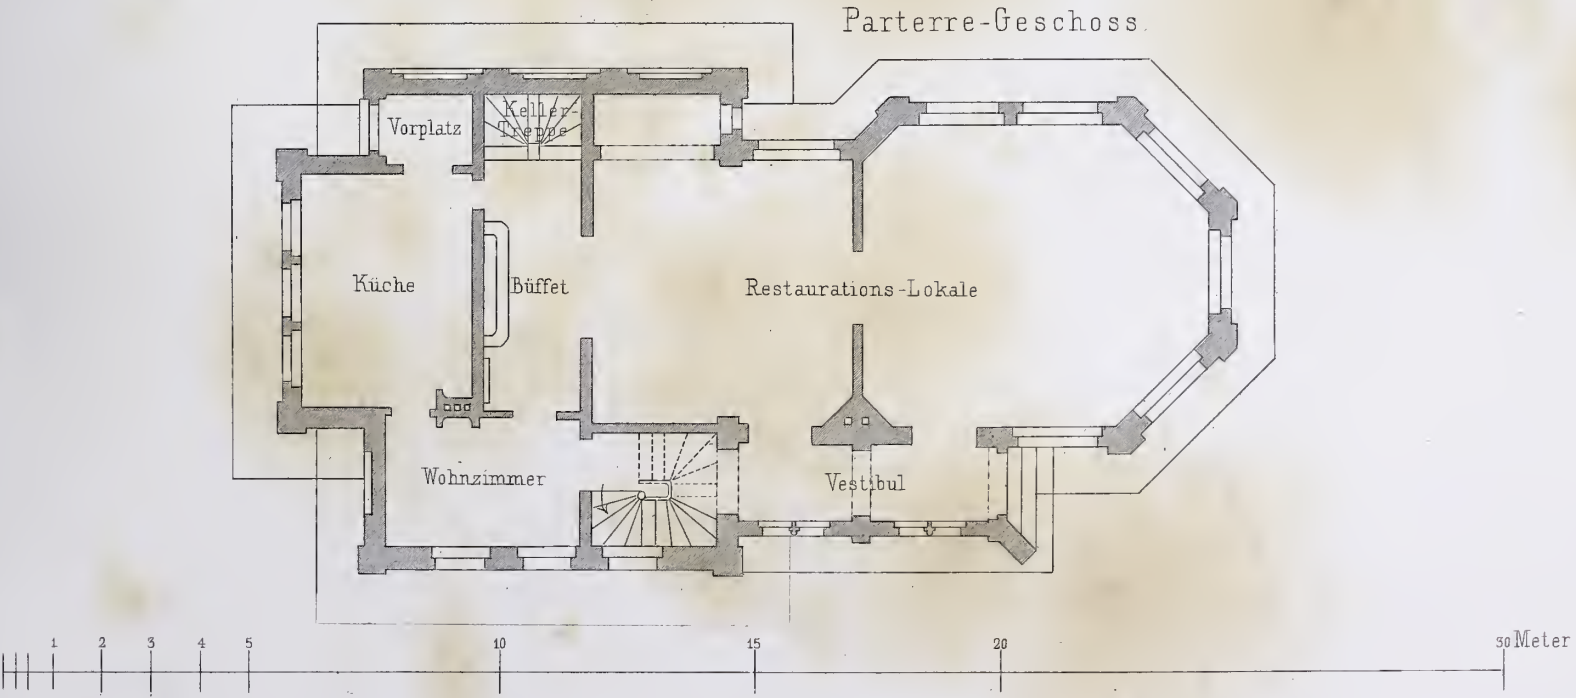 Parterre-Geschoss.
Vorplatz
Keller-
Treppe
Küche
Büffet
Restaurations-Lokale
Wohnzimmer
Vestibul
1 2 3 4 5 10 15 20 30 Meter